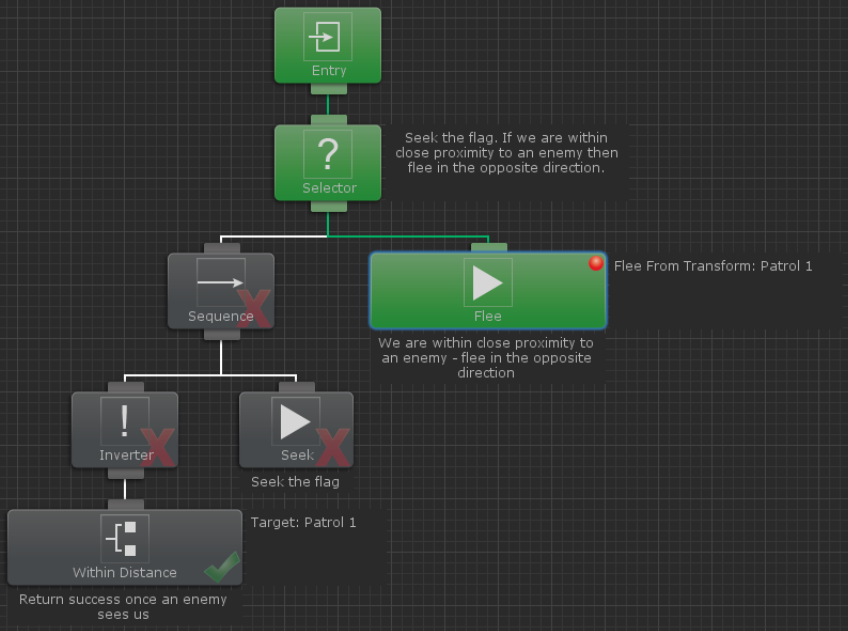 Entry
?
Selector
Seek the flag. If we are within
close proximity to an enemy then
flee in the opposite direction.
Sequence
Flee
Flee From Transform: Patrol 1
We are within close proximity to
an enemy - flee in the opposite
direction
!
Inverter
Seek
Seek the flag
Within Distance
Target: Patrol 1
Return success once an enemy
sees us